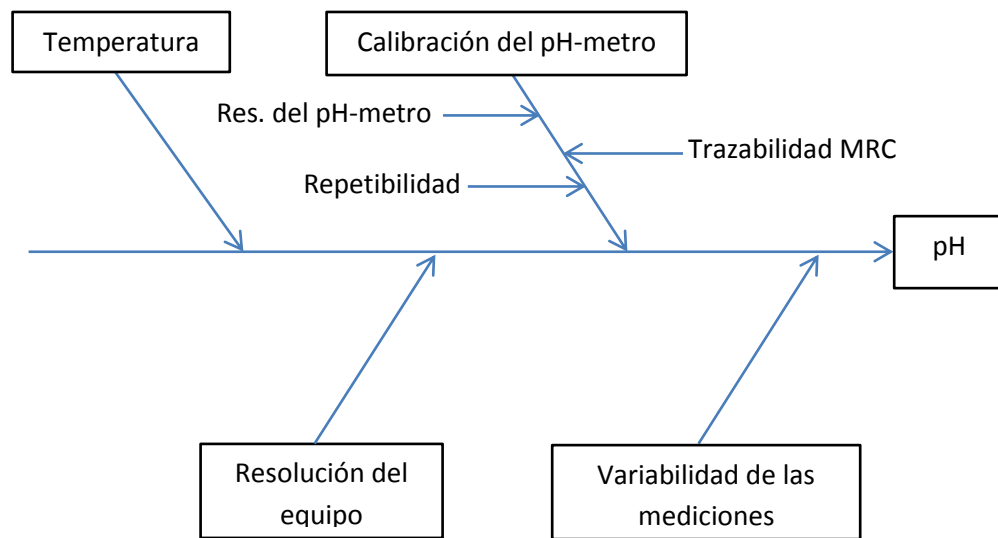 Temperatura
Calibración del pH-metro
Res. del pH-metro
Trazabilidad MRC
Repetibilidad
pH
Resolución del
equipo
Variabilidad de las
mediciones